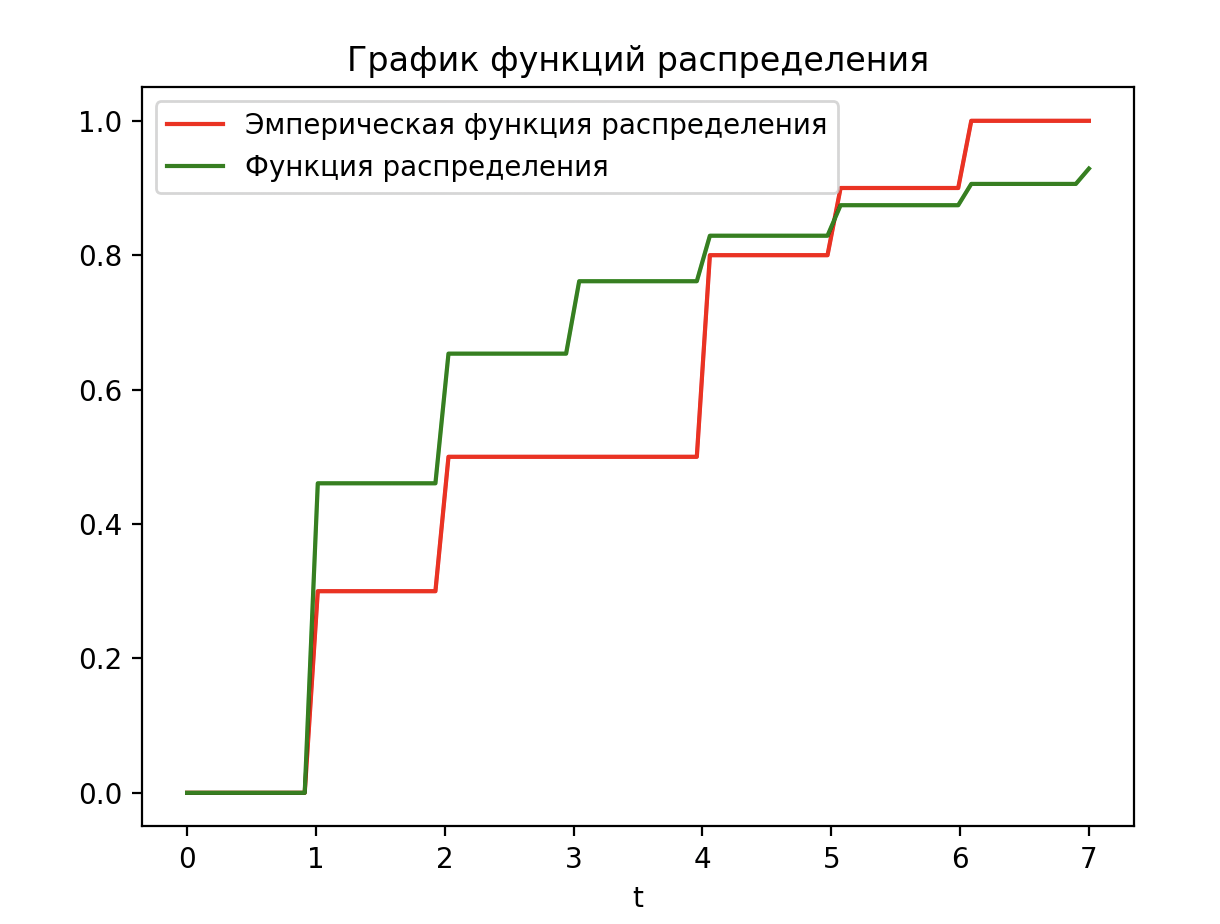 График функций распределения
Эмперическая функция распределения
Функция распределения
1.0
0.8
0.6
0.4
0.2
0.0
0 1 2 3 4 5 6 7
t